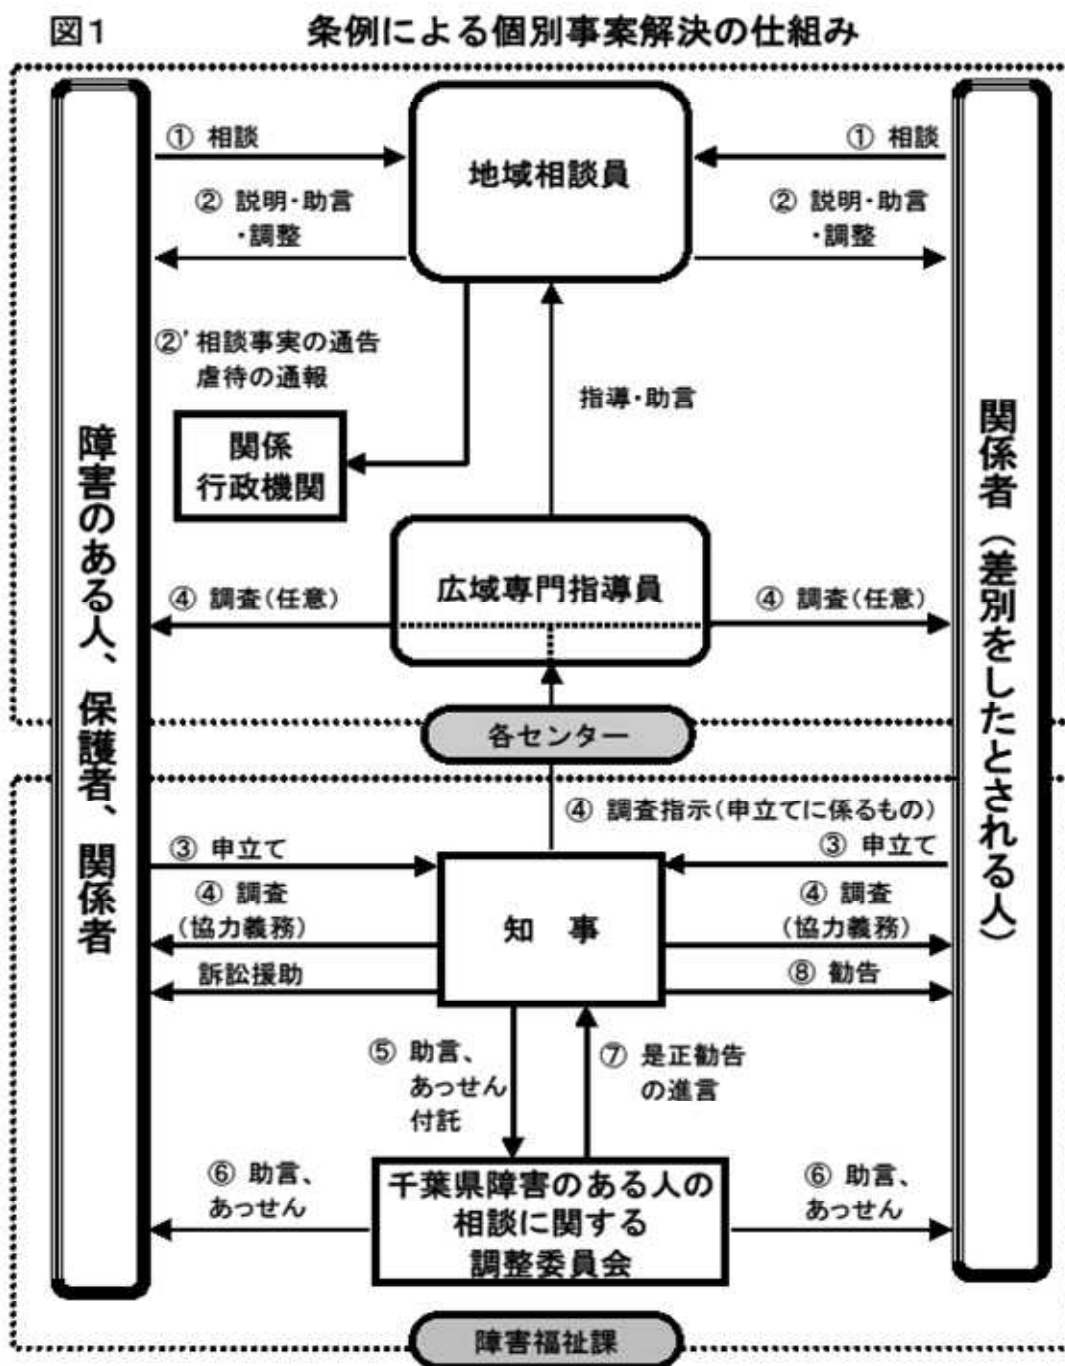 図1 条例による個別事案解決の仕組み
① 相談
地域相談員
① 相談
② 説明・助言
・調整
② 説明・助言
・調整
②' 相談事実の通告
虐待の通報
関係
行政機関
指導・助言
障害のある人、保護者、関係者
関係者（差別をしたとされる人）
広域専門指導員
④ 調査(任意)
④ 調査(任意)
各センター
④ 調査指示(申立てに係るもの)
③ 申立て
③ 申立て
④ 調査
(協力義務)
知 事
④ 調査
(協力義務)
訴訟援助
⑧ 勧告
⑤ 助言、
あっせん
付託
⑦ 是正勧告
の進言
⑥ 助言、
あっせん
千葉県障害のある人の
相談に関する
調整委員会
⑥ 助言、
あっせん
障害福祉課